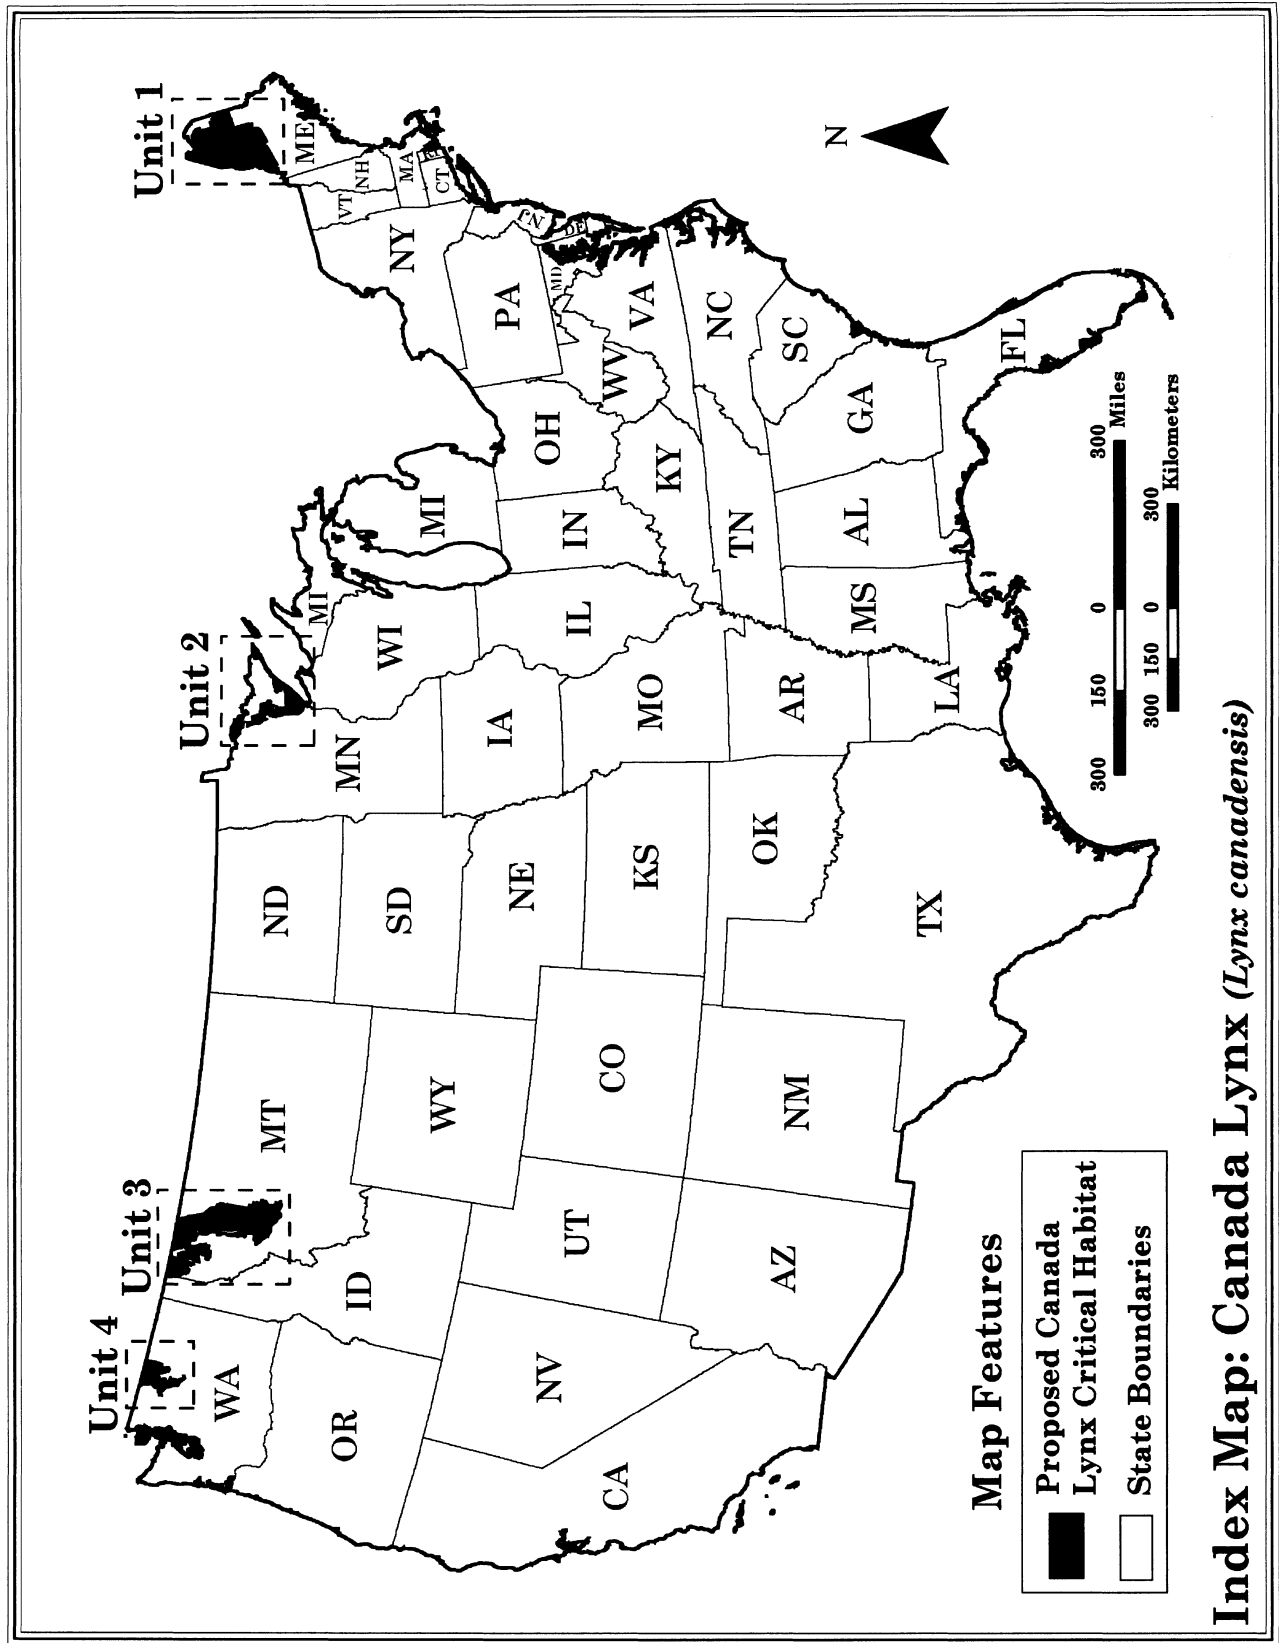 Unit 4
Unit 3
Unit 2
Unit 1
WA
OR
CA
NV
ID
MT
WY
UT
AZ
CO
NM
ND
SD
NE
KS
OK
TX
MN
IA
MO
AR
LA
WI
MI
MI
IL
IN
OH
KY
TN
MS
AL
GA
FL
SC
NC
VA
WV
PA
NY
VT
NH
ME
MA
RI
CT
NJ
DE
MD
N
Map Features
Proposed Canada
Lynx Critical Habitat
State Boundaries
300 150 0 300 Miles
300 150 0 300 Kilometers
Index Map: Canada Lynx (Lynx canadensis)